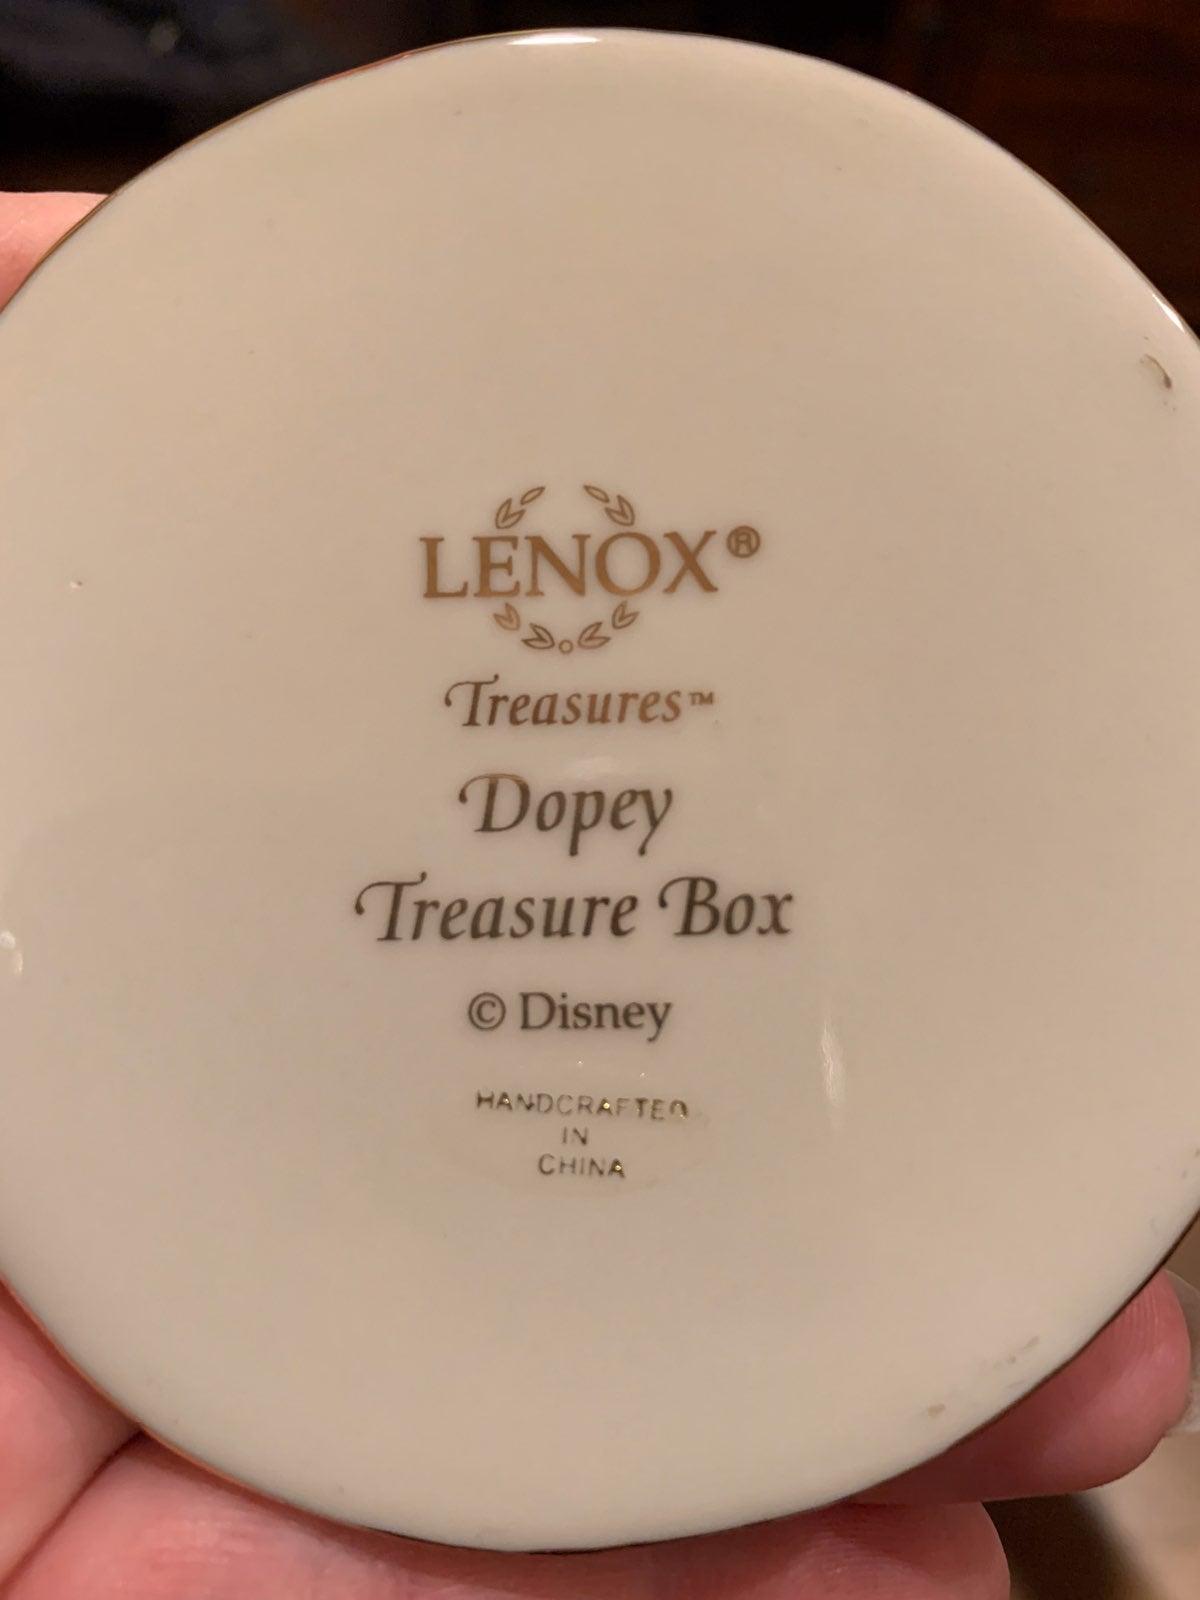 LENOX®
Treasures™
Dopey
Treasure Box
© Disney
HANDCRAFTED
IN
CHINA